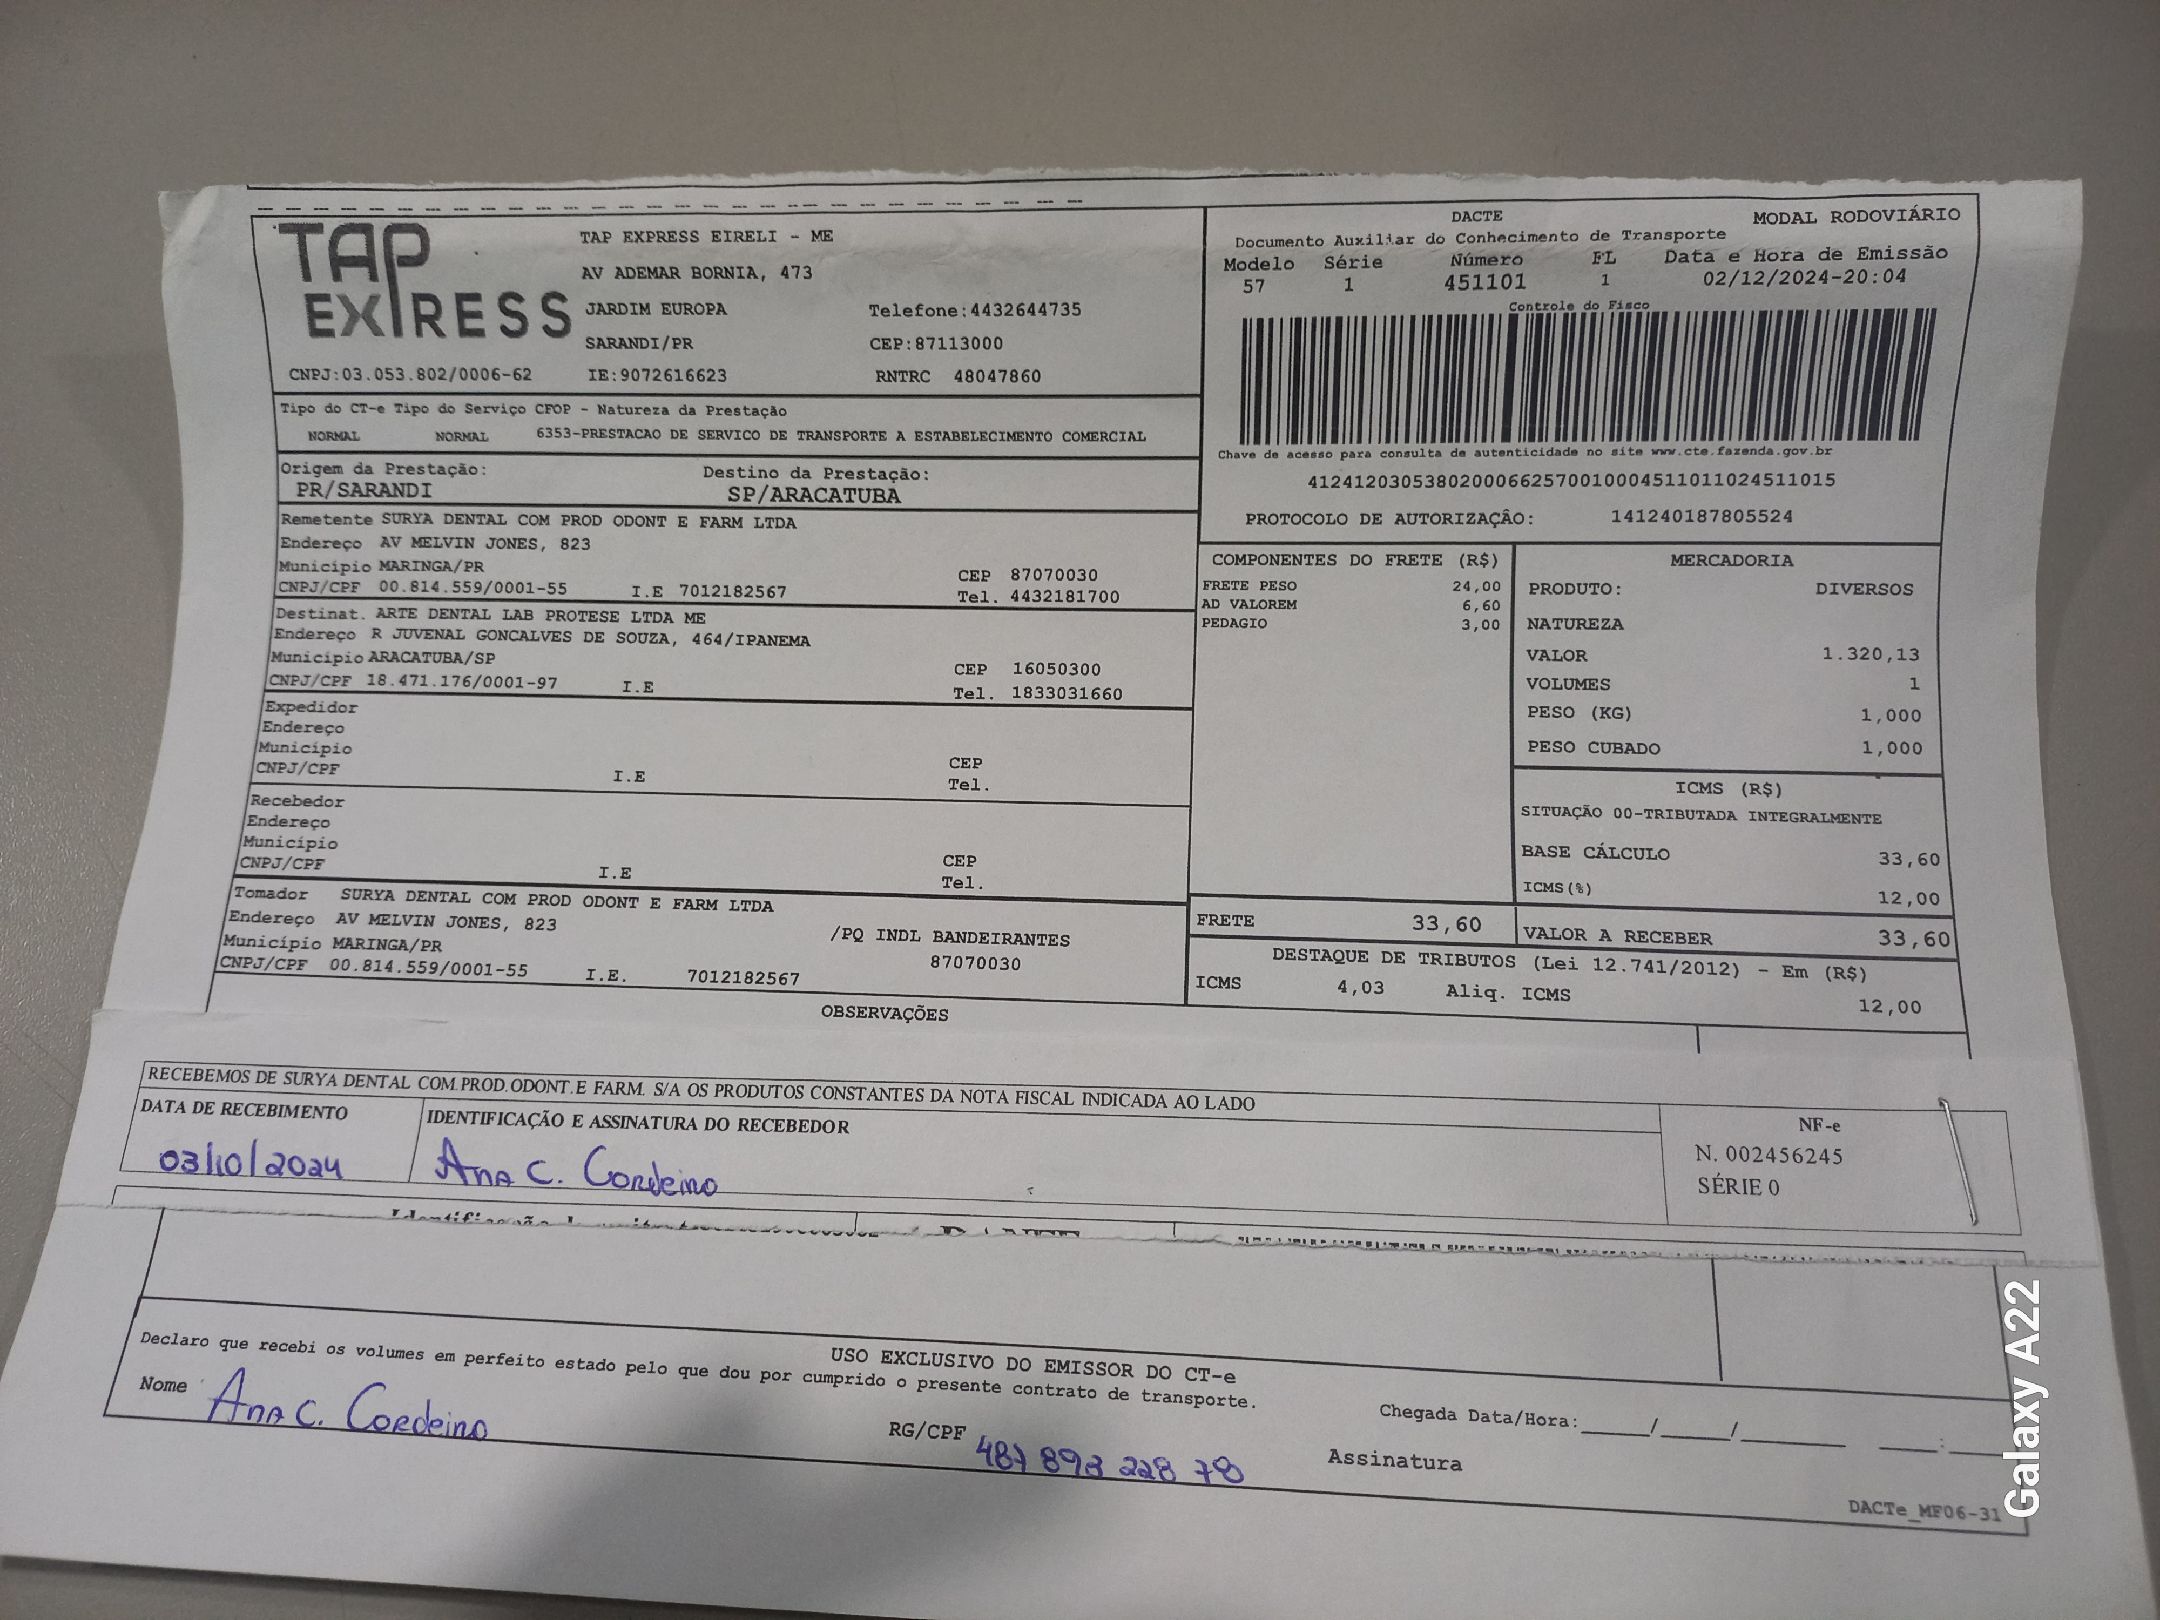 TAP
EXPRESS
TAP EXPRESS EIRELI - ME
AV ADEMAR BORNIA, 473
JARDIM EUROPA Telefone:4432644735
SARANDI/PR CEP:87113000
CNPJ:03.053.802/0006-62 IE:9072616623 RNTRC 48047860
DACTE MODAL RODOVIÁRIO
Documento Auxiliar do Conhecimento de Transporte
Modelo Série Número FL Data e Hora de Emissão
57 1 451101 1 02/12/2024-20:04
Controle do Fisco
Chave de acesso para consulta de autenticidade no site www.cte.fazenda.gov.br
41241203053802000662570010004511011024511015
PROTOCOLO DE AUTORIZAÇÃO: 141240187805524
Tipo do CT-e Tipo do Serviço CFOP - Natureza da Prestação
NORMAL NORMAL 6353-PRESTACAO DE SERVICO DE TRANSPORTE A ESTABELECIMENTO COMERCIAL
Origem da Prestação: Destino da Prestação:
PR/SARANDI SP/ARACATUBA
Remetente SURYA DENTAL COM PROD ODONT E FARM LTDA
Endereço AV MELVIN JONES, 823
Município MARINGA/PR CEP 87070030
CNPJ/CPF 00.814.559/0001-55 I.E 7012182567 Tel. 4432181700
Destinat. ARTE DENTAL LAB PROTESE LTDA ME
Endereço R JUVENAL GONCALVES DE SOUZA, 464/IPANEMA
Município ARACATUBA/SP CEP 16050300
CNPJ/CPF 18.471.176/0001-97 I.E Tel. 1833031660
Expedidor
Endereço
Município CEP
CNPJ/CPF I.E Tel.
Recebedor
Endereço
Município CEP
CNPJ/CPF I.E Tel.
Tomador SURYA DENTAL COM PROD ODONT E FARM LTDA
Endereço AV MELVIN JONES, 823 /PQ INDL BANDEIRANTES
Município MARINGA/PR 87070030
CNPJ/CPF 00.814.559/0001-55 I.E. 7012182567
COMPONENTES DO FRETE (R$)
FRETE PESO 24,00
AD VALOREM 6,60
PEDAGIO 3,00
MERCADORIA
PRODUTO: DIVERSOS
NATUREZA
VALOR 1.320,13
VOLUMES 1
PESO (KG) 1,000
PESO CUBADO 1,000
ICMS (R$)
SITUAÇÃO 00-TRIBUTADA INTEGRALMENTE
BASE CÁLCULO 33,60
ICMS(%) 12,00
FRETE 33,60 VALOR A RECEBER 33,60
DESTAQUE DE TRIBUTOS (Lei 12.741/2012) - Em (R$)
ICMS 4,03 Aliq. ICMS 12,00
OBSERVAÇÕES
RECEBEMOS DE SURYA DENTAL COM.PROD.ODONT.E FARM. S/A OS PRODUTOS CONSTANTES DA NOTA FISCAL INDICADA AO LADO
DATA DE RECEBIMENTO IDENTIFICAÇÃO E ASSINATURA DO RECEBEDOR
03/10/2024 Ana C. Cordeiro
NF-e
N. 002456245
SÉRIE 0
USO EXCLUSIVO DO EMISSOR DO CT-e
Declaro que recebi os volumes em perfeito estado pelo que dou por cumprido o presente contrato de transporte.
Nome Ana C. Cordeiro RG/CPF 487 893 228 78
Chegada Data/Hora:_____/_____/________ ____:____
Assinatura
DACTe_MF06-31
Galaxy A22